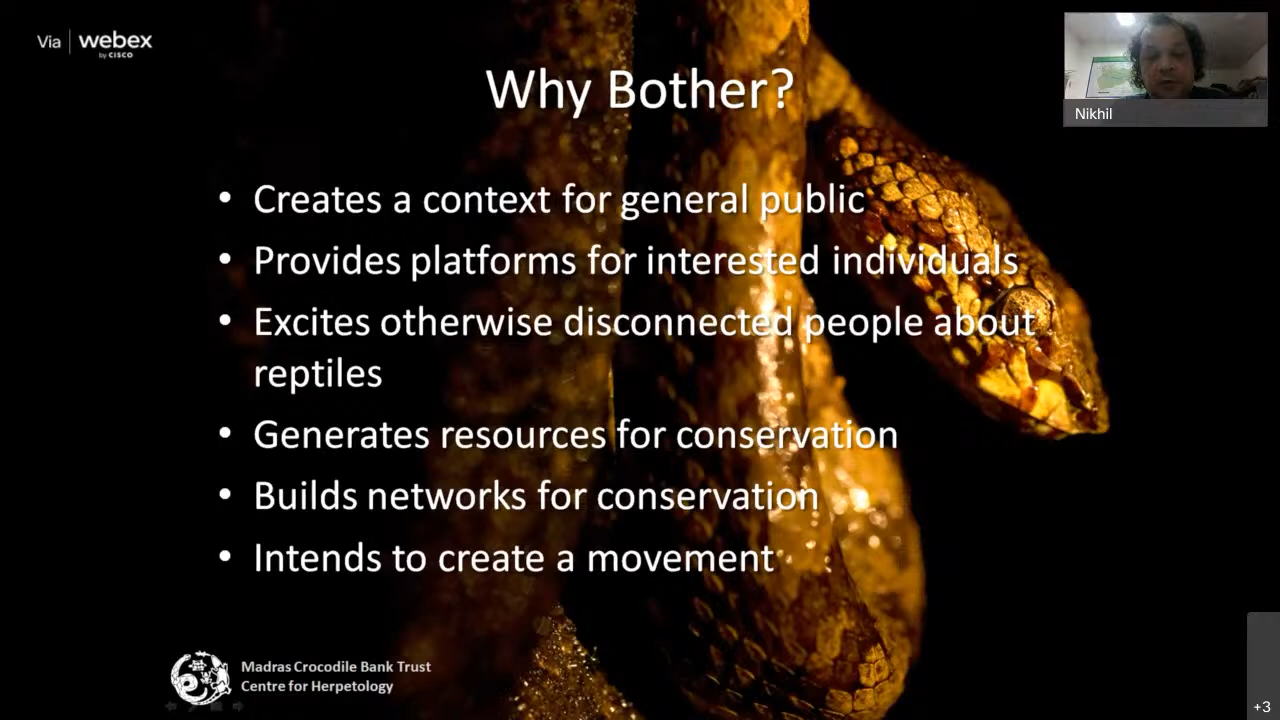 Via webex
by CISCO
Why Bother?
Nikhil
• Creates a context for general public
• Provides platforms for interested individuals
• Excites otherwise disconnected people about
reptiles
• Generates resources for conservation
• Builds networks for conservation
• Intends to create a movement
Madras Crocodile Bank Trust
Centre for Herpetology
+3